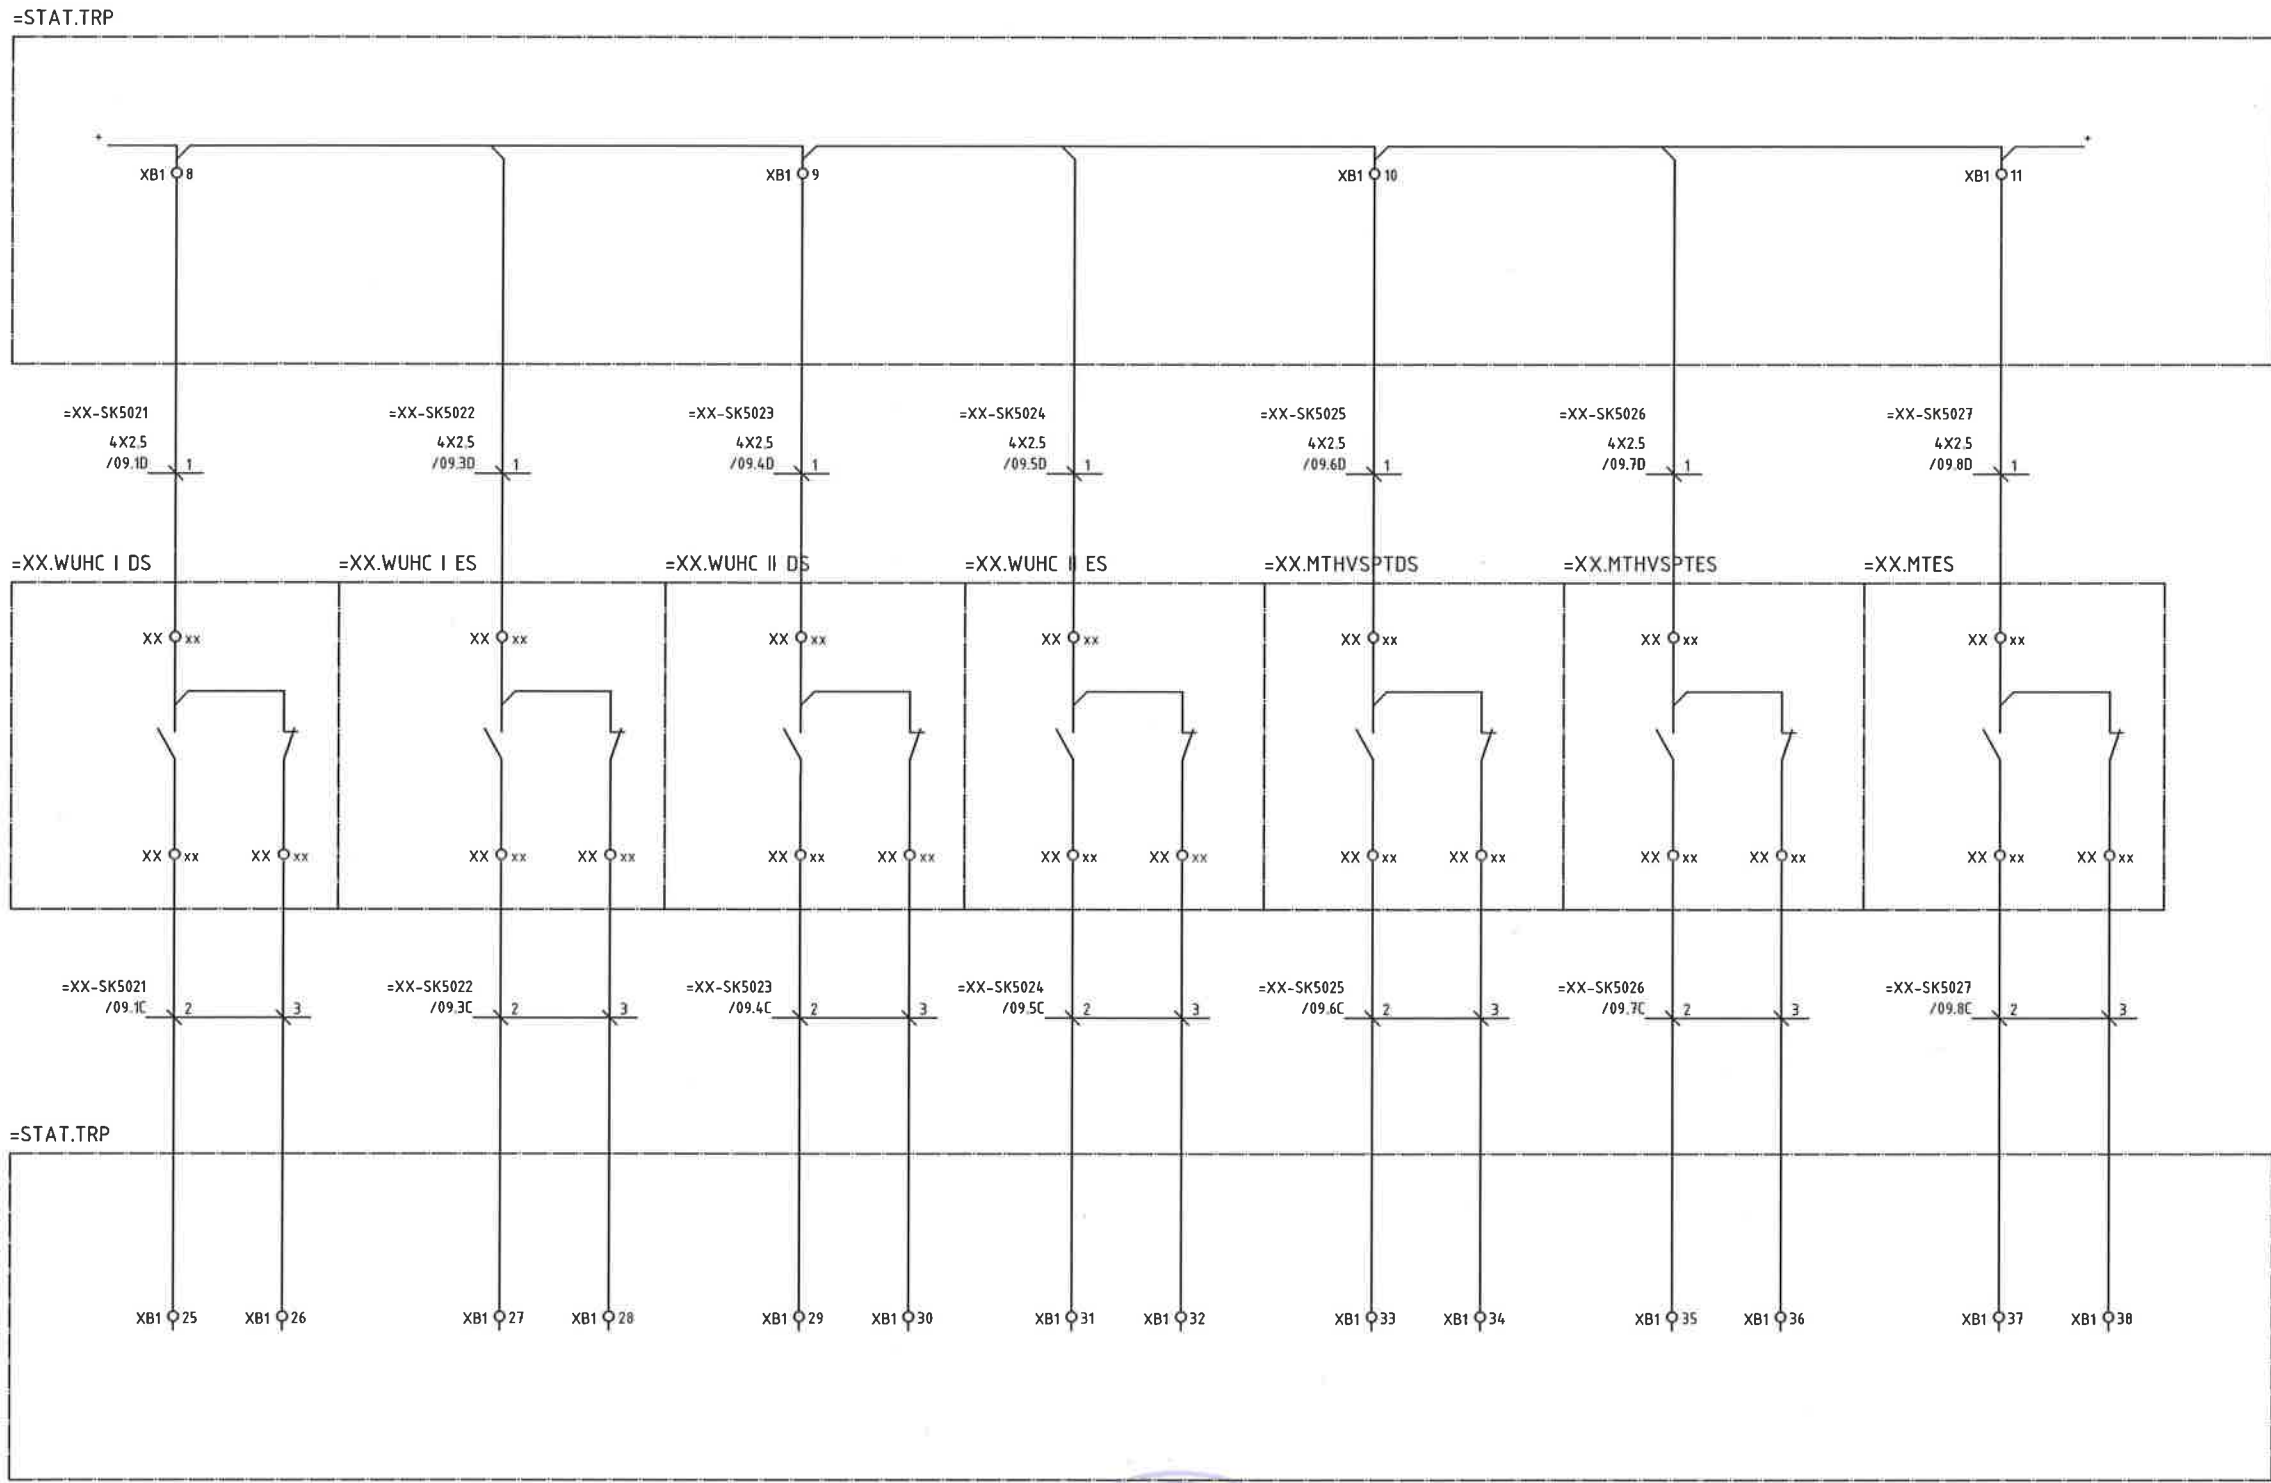 =STAT.TRP
+ +
XB1 8 XB1 9 XB1 10 XB1 11
=XX-SK5021 =XX-SK5022 =XX-SK5023 =XX-SK5024 =XX-SK5025 =XX-SK5026 =XX-SK5027
4X2.5 4X2.5 4X2.5 4X2.5 4X2.5 4X2.5 4X2.5
/09.1D 1 /09.3D 1 /09.4D 1 /09.5D 1 /09.6D 1 /09.7D 1 /09.8D 1
=XX.WUHC I DS =XX.WUHC I ES =XX.WUHC II DS =XX.WUHC II ES =XX.MTHVSPTDS =XX.MTHVSPTES =XX.MTES
XX xx XX xx XX xx XX xx XX xx XX xx XX xx
XX xx XX xx XX xx XX xx XX xx XX xx XX xx XX xx XX xx XX xx XX xx XX xx XX xx XX xx
=XX-SK5021 =XX-SK5022 =XX-SK5023 =XX-SK5024 =XX-SK5025 =XX-SK5026 =XX-SK5027
/09.1C 2 3 /09.3C 2 3 /09.4C 2 3 /09.5C 2 3 /09.6C 2 3 /09.7C 2 3 /09.8C 2 3
=STAT.TRP
XB1 25 XB1 26 XB1 27 XB1 28 XB1 29 XB1 30 XB1 31 XB1 32 XB1 33 XB1 34 XB1 35 XB1 36 XB1 37 XB1 38